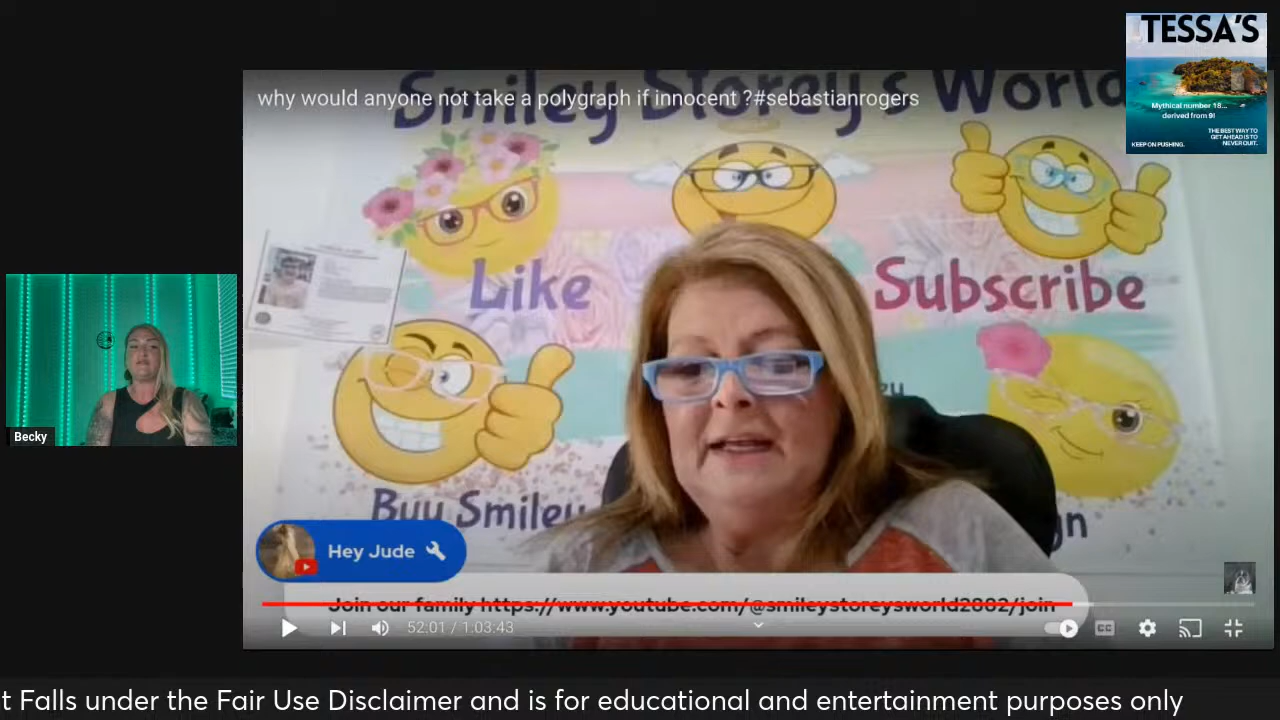 TESSA'S
Mythical number 18...
derived from 9!
THE BEST WAY TO
GET AHEAD IS TO
NEVER QUIT.
KEEP ON PUSHING.
Smiley Storey's World
why would anyone not take a polygraph if innocent ?#sebastianrogers
Like
Subscribe
Becky
Buy Smiley
Hey Jude
Join our family https://www.youtube.com/@smileystoreysworld2802/join
52:01 / 1:03:43
CC
t Falls under the Fair Use Disclaimer and is for educational and entertainment purposes only